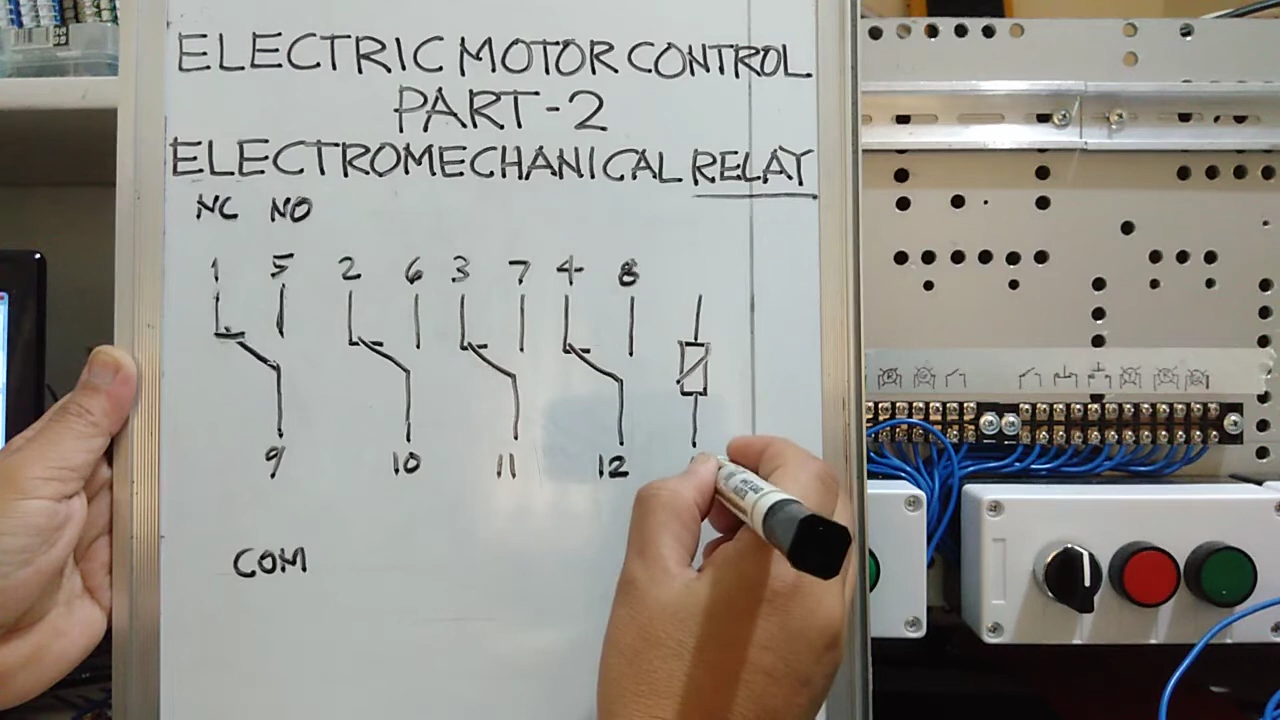 ELECTRIC MOTOR CONTROL
PART-2
ELECTROMECHANICAL RELAY
NC NO
1 5 2 6 3 7 4 8
9 10 11 12
COM